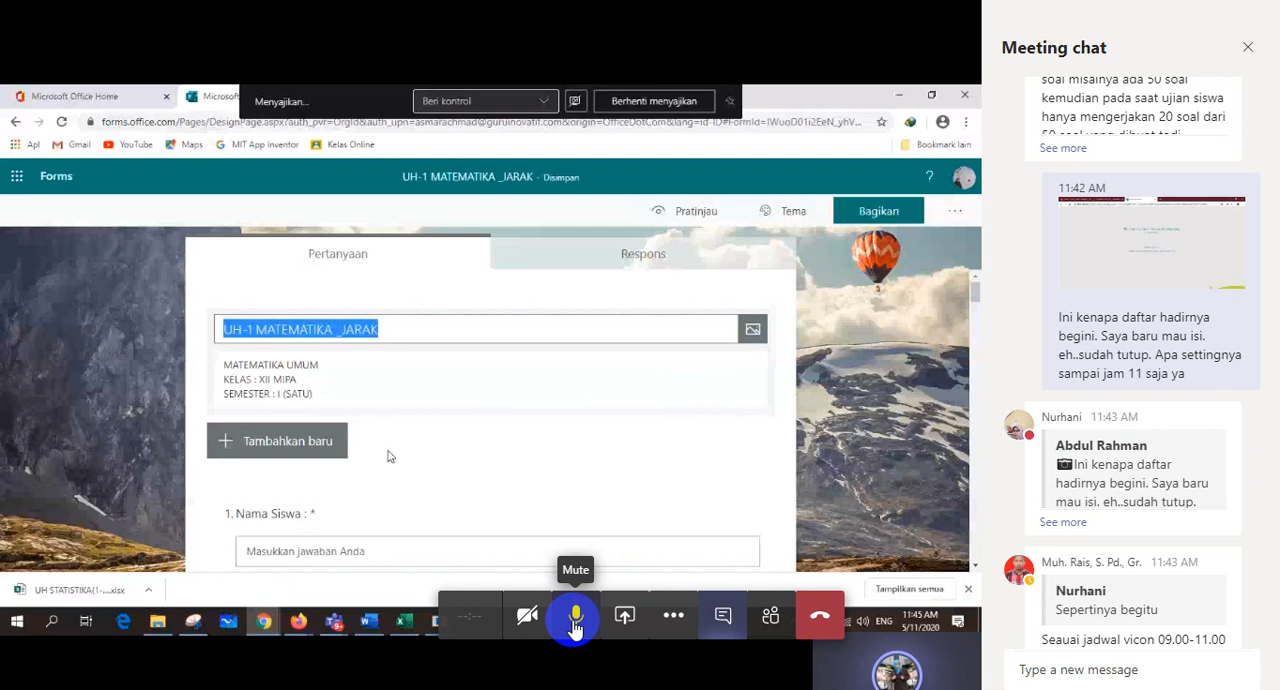 Microsoft Office Home
Microsoft
Menyajikan...
Beri kontrol
Berhenti menyajikan
Apl
Gmail
YouTube
Maps
MIT App Inventor
Kelas Online
Bookmark lain
Forms
UH-1 MATEMATIKA _JARAK - Disimpan
?
Pratinjau
Tema
Bagikan
...
Pertanyaan
Respons
UH-1 MATEMATIKA _JARAK
MATEMATIKA UMUM
KELAS : XII MIPA
SEMESTER : I (SATU)
+ Tambahkan baru
1. Nama Siswa : *
Masukkan jawaban Anda
Mute
UH STATISTIKA(1-....xlsx
Tampilkan semua
--:--
ENG
11:45
5/11/2020
Meeting chat
soal misalnya ada 50 soal
kemudian pada saat ujian siswa
hanya mengerjakan 20 soal dari
50 soal yang dibuat tadi
See more
11:42 AM
Ini kenapa daftar hadirnya
begini. Saya baru mau isi.
eh..sudah tutup. Apa settingnya
sampai jam 11 saja ya
Nurhani 11:43 AM
Abdul Rahman
Ini kenapa daftar
hadirnya begini. Saya baru
mau isi. eh..sudah tutup.
See more
Muh. Rais, S. Pd., Gr. 11:43 AM
Nurhani
Sepertinya begitu
Seauai jadwal vicon 09.00-11.00
Type a new message